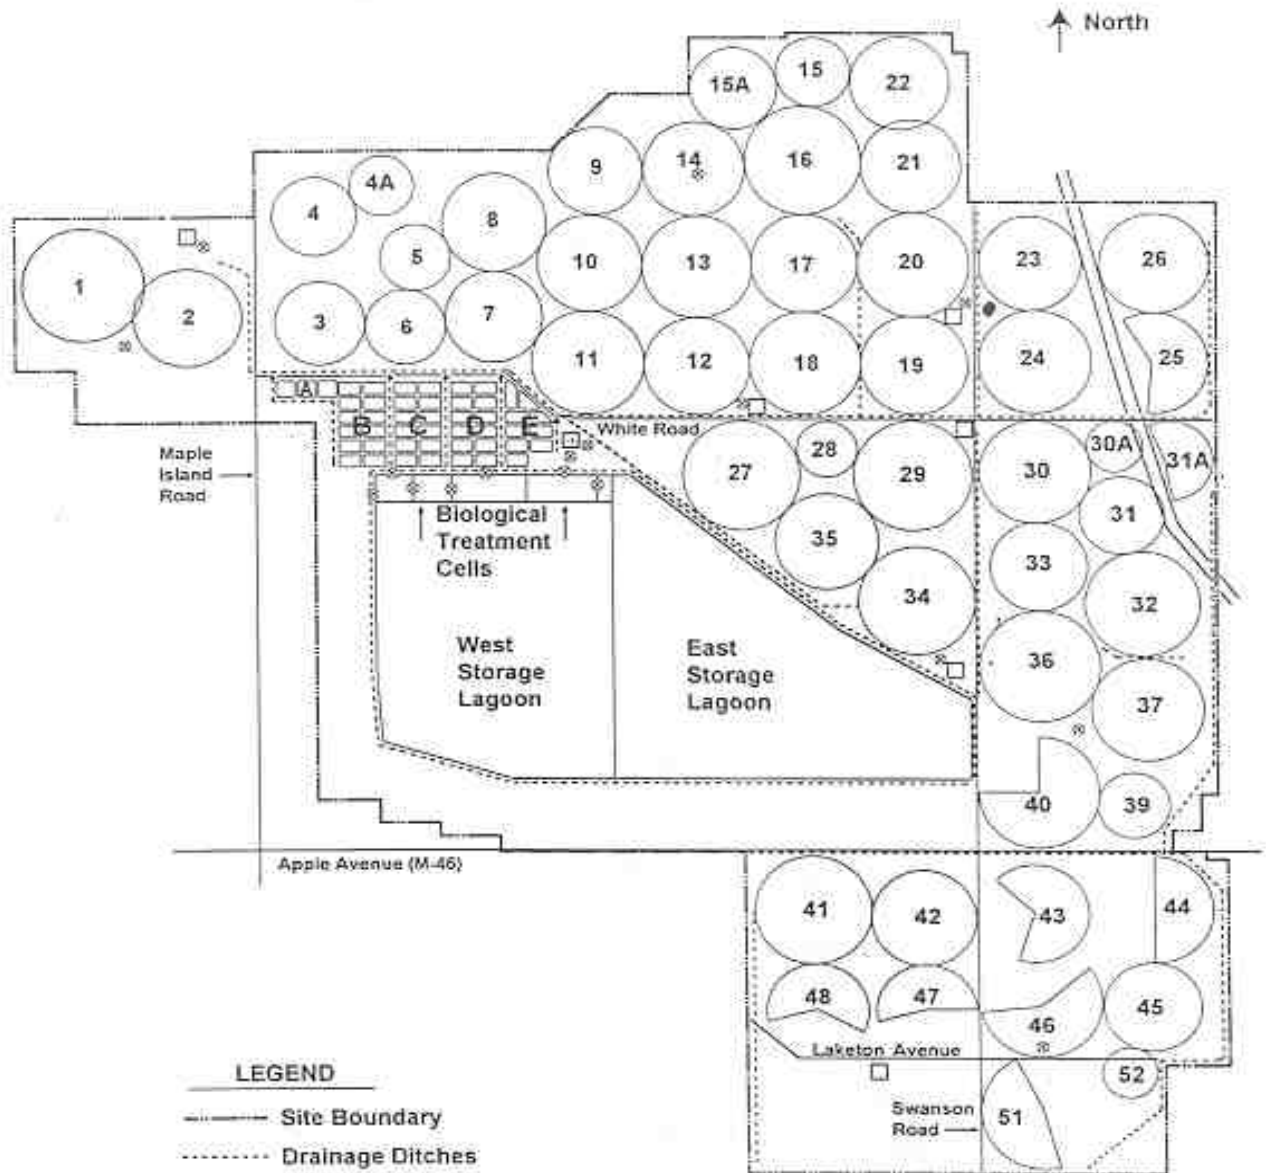 North
15A
15
22
9
14
16
21
4A
4
8
5
10
13
17
20
23
26
1
2
3
6
7
11
12
18
19
24
25
A
B
C
D
E
White Road
Maple
Island
Road
27
28
29
30
30A
31A
31
35
33
34
32
Biological
Treatment
Cells
West
Storage
Lagoon
East
Storage
Lagoon
36
37
40
39
Apple Avenue (M-46)
41
42
43
44
48
47
46
45
Laketon Avenue
52
Swanson
Road
51
LEGEND
Site Boundary
Drainage Ditches